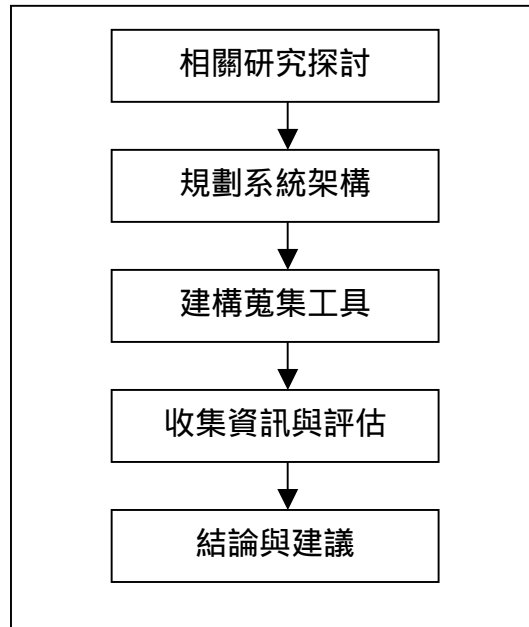 相關研究探討
規劃系統架構
建構蒐集工具
收集資訊與評估
結論與建議